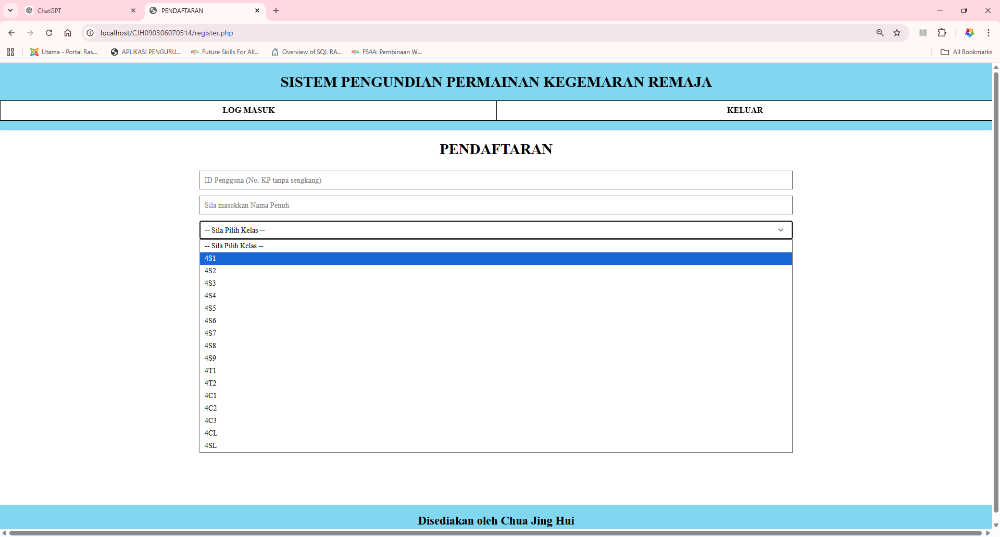 ChatGPT
PENDAFTARAN
localhost/CJH090306070514/register.php
Utama - Portal Ras...
APLIKASI PENGURU...
Future Skills For All...
Overview of SQL RA...
FS4A: Pembinaan W...
All Bookmarks
SISTEM PENGUNDIAN PERMAINAN KEGEMARAN REMAJA
LOG MASUK
KELUAR
PENDAFTARAN
ID Pengguna (No. KP tanpa sengkang)
Sila masukkan Nama Penuh
-- Sila Pilih Kelas --
-- Sila Pilih Kelas --
4S1
4S2
4S3
4S4
4S5
4S6
4S7
4S8
4S9
4T1
4T2
4C1
4C2
4C3
4CL
4SL
Disediakan oleh Chua Jing Hui